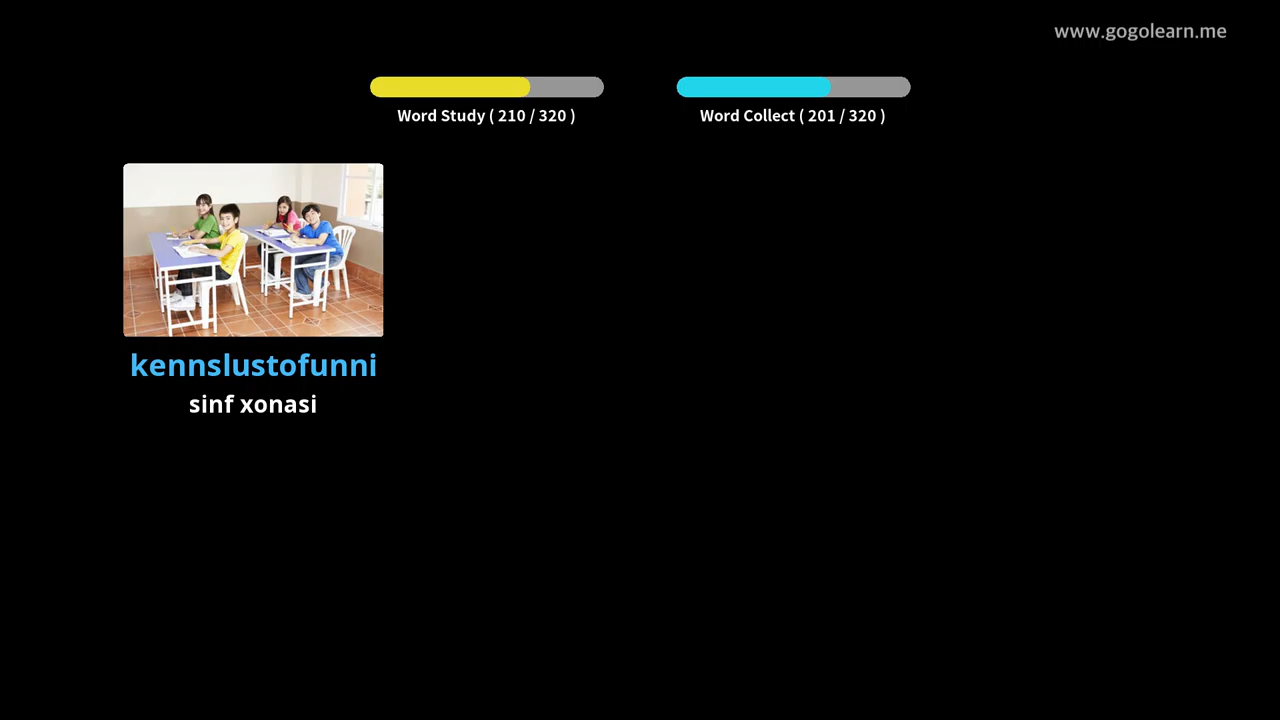 www.gogolearn.me
Word Study ( 210 / 320 )
Word Collect ( 201 / 320 )
kennslustofunni
sinf xonasi